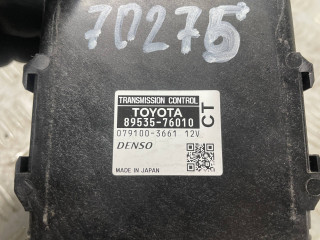 70275
TRANSMISSION CONTROL
TOYOTA
89535-76010
079100-3661 12V
CT
DENSO
MADE IN JAPAN